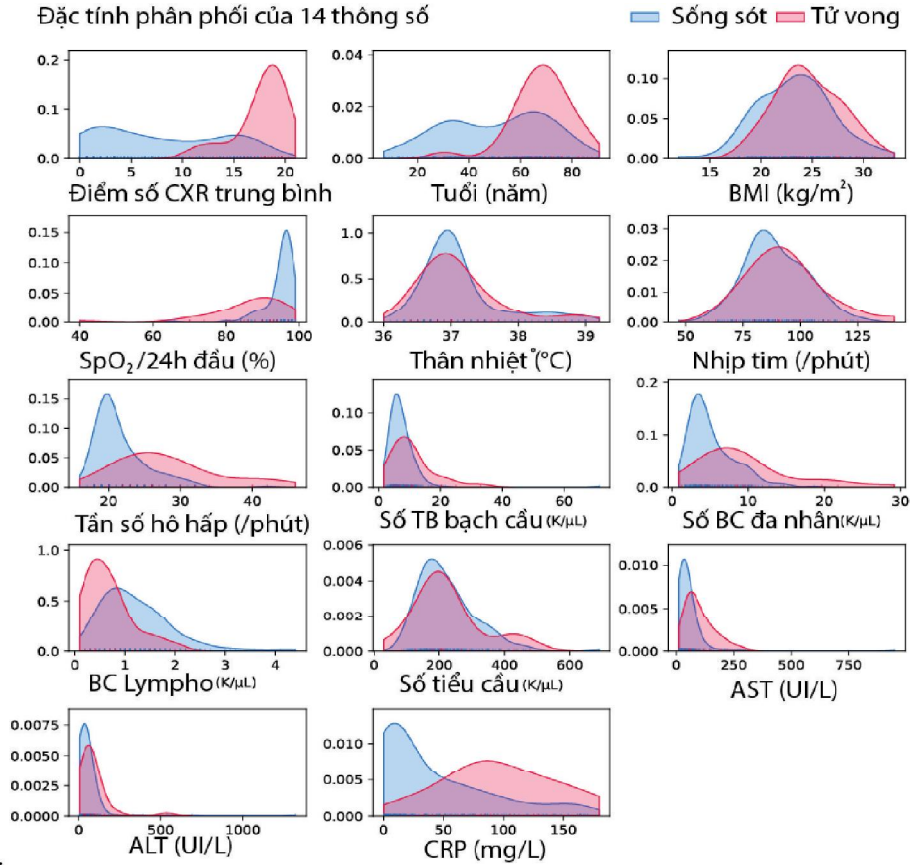 Đặc tính phân phối của 14 thông số
Sống sót Tử vong
0.2
0.1
0.0
0 5 10 15 20
Điểm số CXR trung bình
0.04
0.02
0.00
20 40 60 80
Tuổi (năm)
0.10
0.05
0.00
15 20 25 30
BMI (kg/m²)
0.15
0.10
0.05
0.00
40 60 80 100
SpO₂/24h đầu (%)
1.0
0.5
0.0
36 37 38 39
Thân nhiệt (°C)
0.03
0.02
0.01
0.00
50 75 100 125
Nhịp tim (/phút)
0.15
0.10
0.05
0.00
20 30 40
Tần số hô hấp (/phút)
0.10
0.05
0.00
0 20 40 60
Số TB bạch cầu (K/µL)
0.2
0.1
0.0
0 10 20 30
Số BC đa nhân (K/µL)
1.0
0.5
0.0
0 1 2 3 4
BC Lympho (K/µL)
0.006
0.004
0.002
0.000
0 200 400 600
Số tiểu cầu (K/µL)
0.010
0.005
0.000
0 250 500 750
AST (UI/L)
0.0075
0.0050
0.0025
0.0000
0 500 1000
ALT (UI/L)
0.010
0.005
0.000
0 50 100 150
CRP (mg/L)